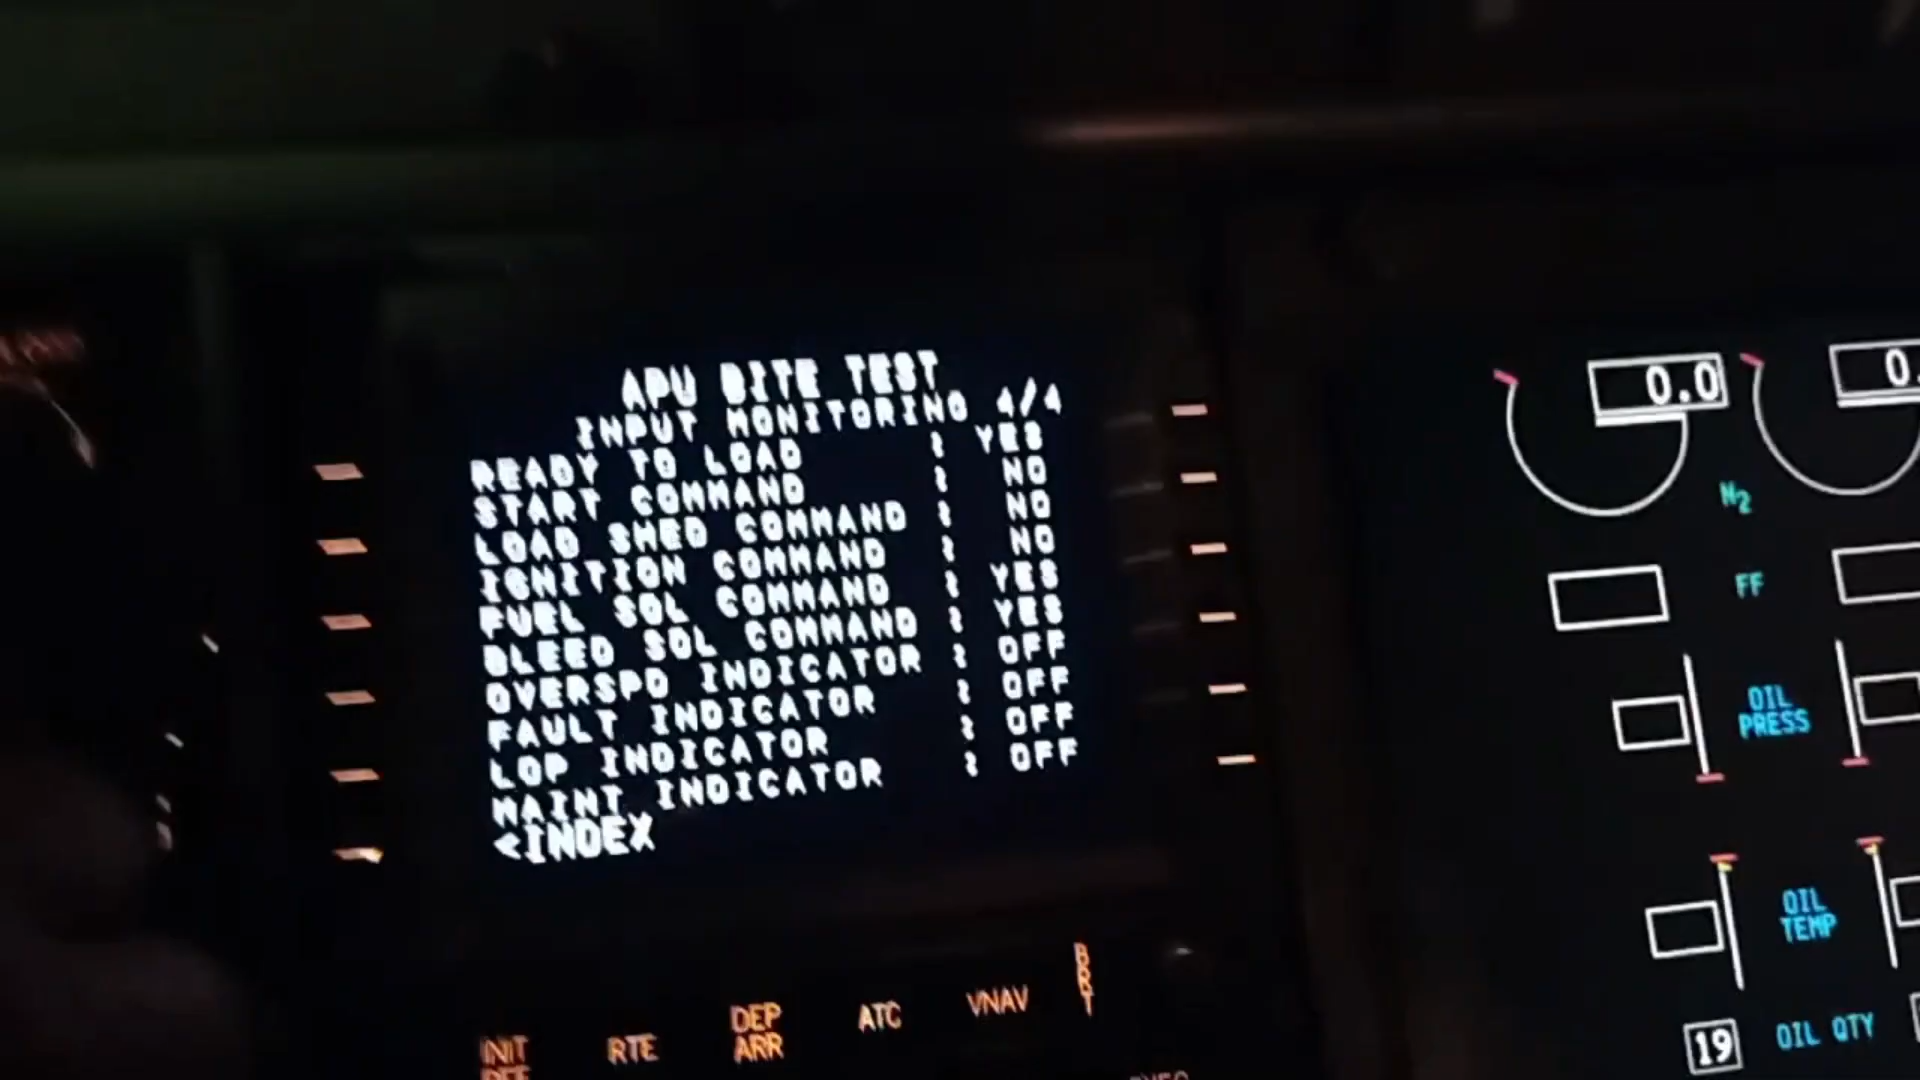 APU BITE TEST
INPUT MONITORING 4/4
READY TO LOAD : YES
START COMMAND : NO
LOAD SHED COMMAND : NO
IGNITION COMMAND : NO
FUEL SOL COMMAND : YES
BLEED SOL COMMAND : YES
OVERSPD INDICATOR : OFF
FAULT INDICATOR : OFF
LOP INDICATOR : OFF
MAINT INDICATOR : OFF
<INDEX
INIT
RTE
DEP
ARR
ATC
VNAV
BRT
0.0
N2
FF
OIL
PRESS
OIL
TEMP
19 OIL QTY